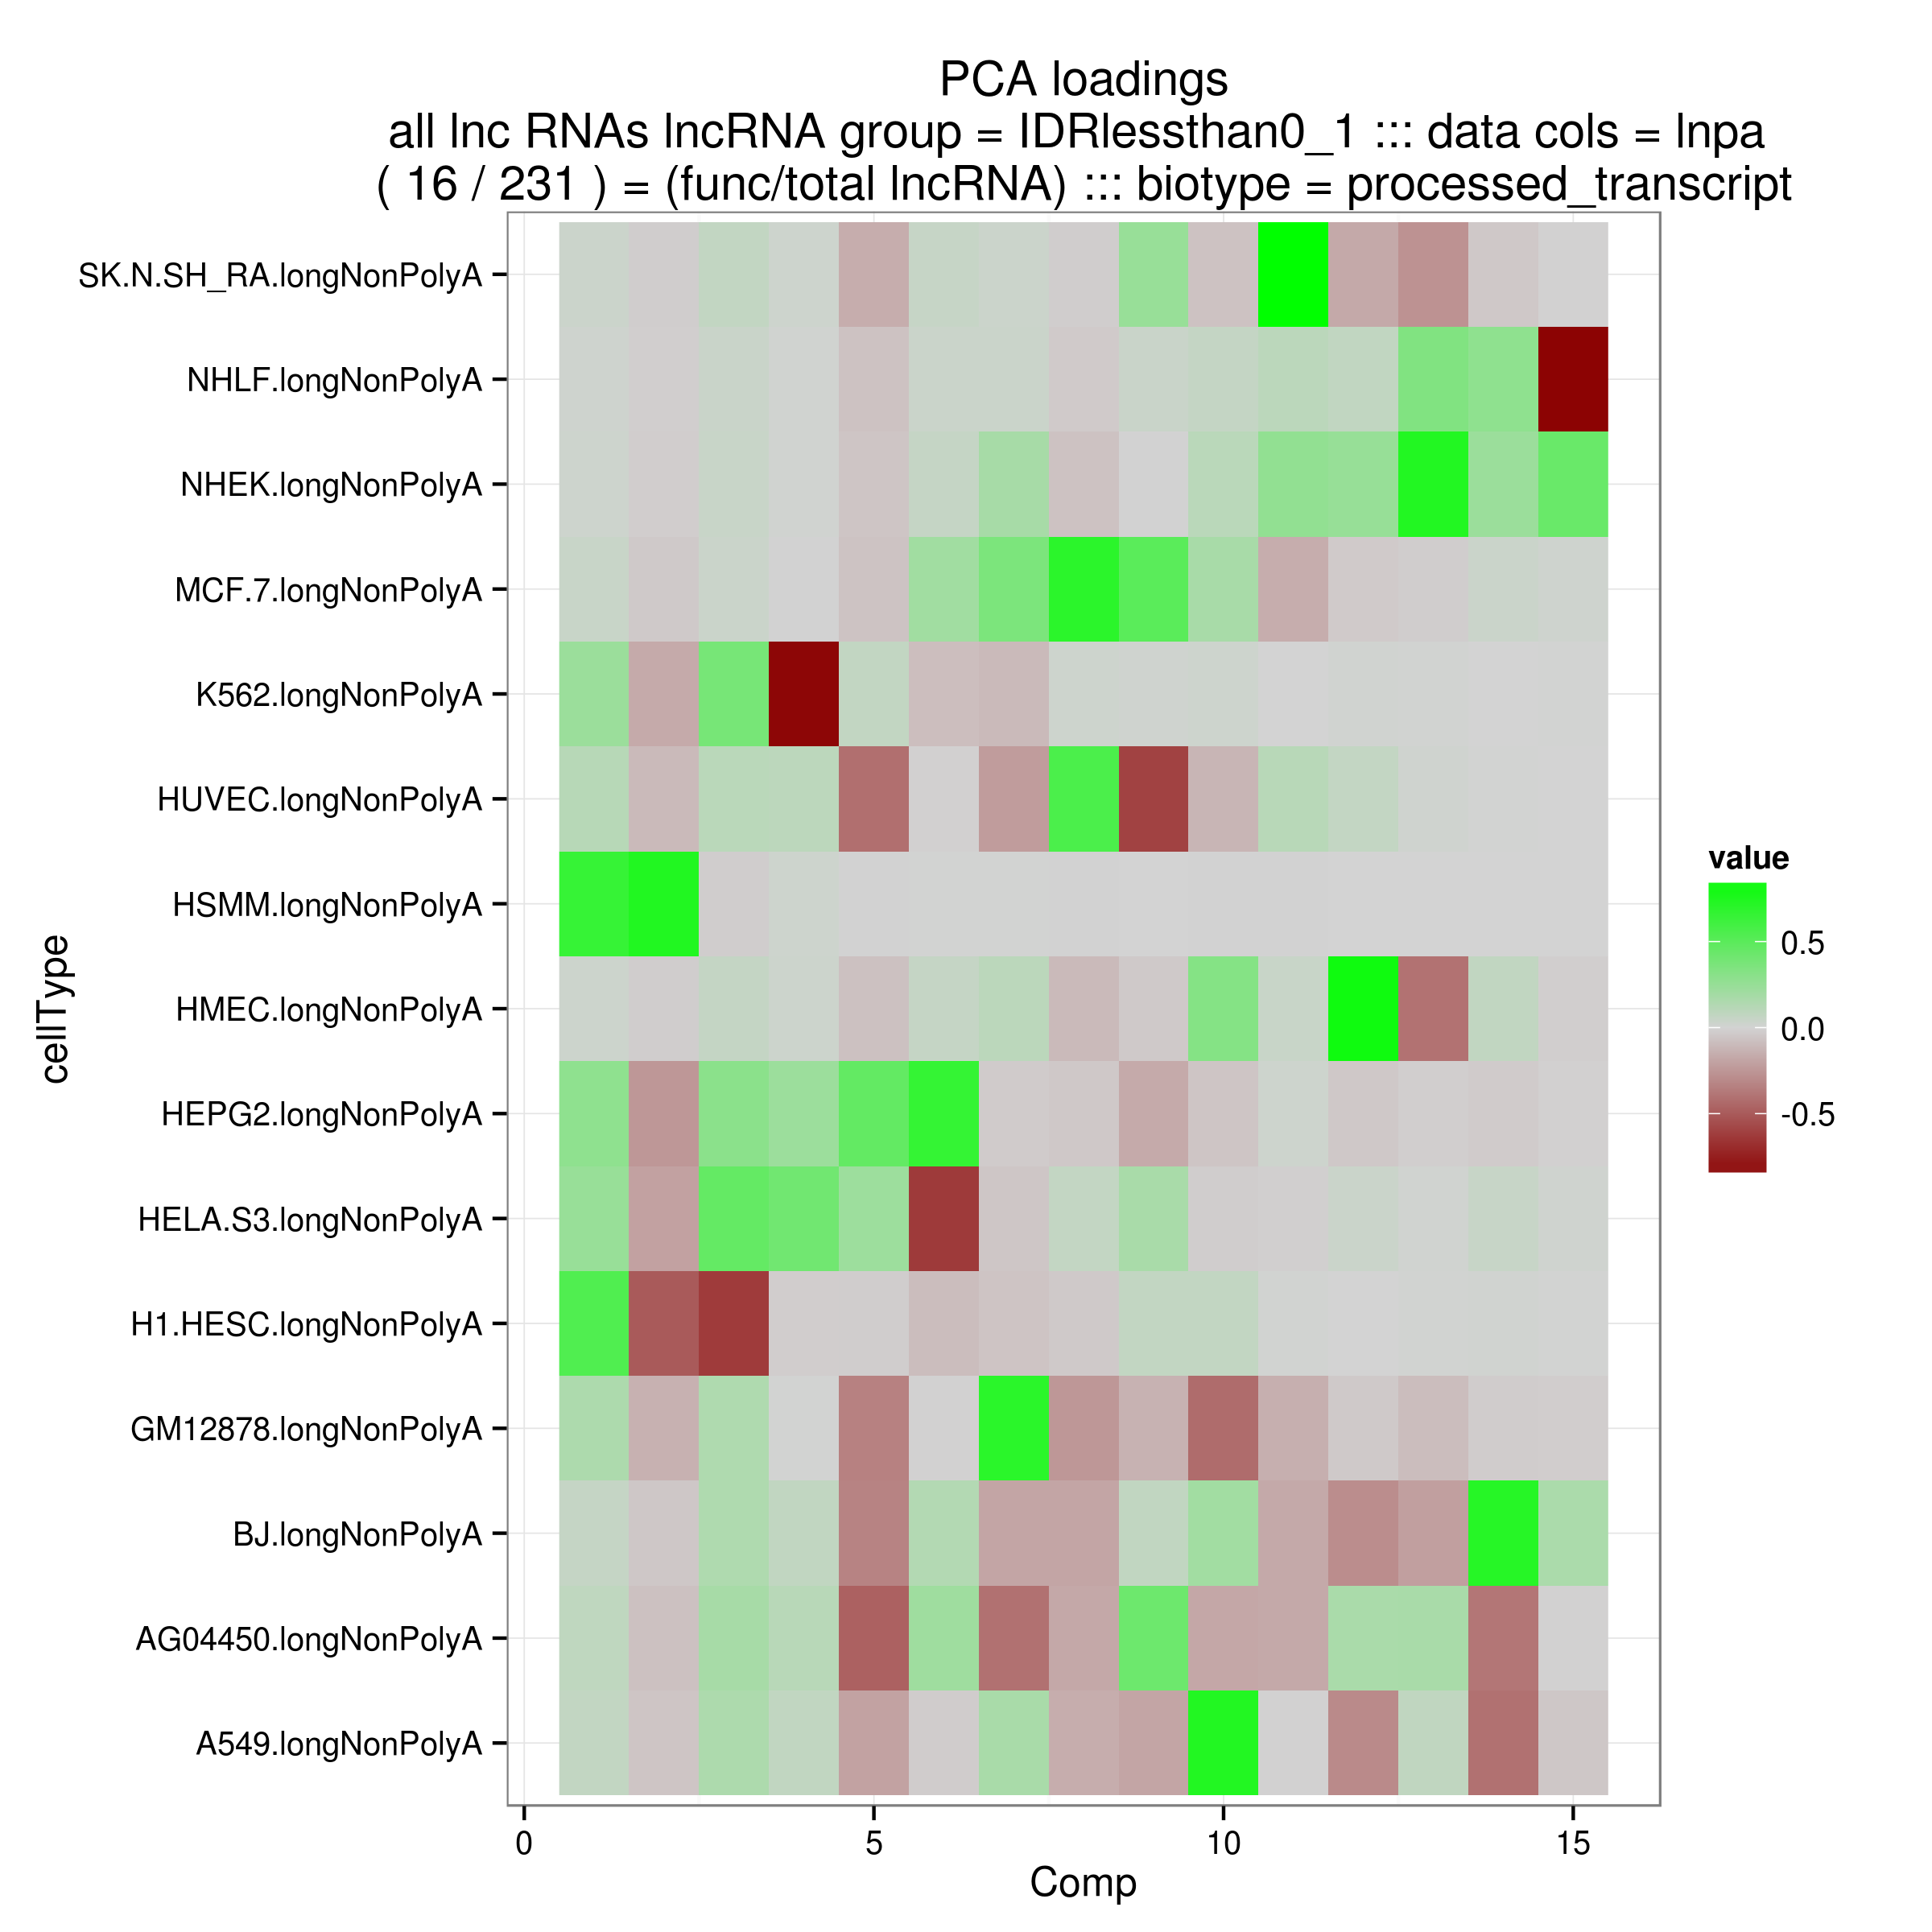 PCA loadings
all lnc RNAs lncRNA group = IDRlessthan0_1 ::: data cols = lnpa
( 16 / 231 ) = (func/total lncRNA) ::: biotype = processed_transcript
SK.N.SH_RA.longNonPolyA
NHLF.longNonPolyA
NHEK.longNonPolyA
MCF.7.longNonPolyA
K562.longNonPolyA
HUVEC.longNonPolyA
HSMM.longNonPolyA
HMEC.longNonPolyA
HEPG2.longNonPolyA
HELA.S3.longNonPolyA
H1.HESC.longNonPolyA
GM12878.longNonPolyA
BJ.longNonPolyA
AG04450.longNonPolyA
A549.longNonPolyA
cellType
0 5 10 15
Comp
value
0.5
0.0
-0.5